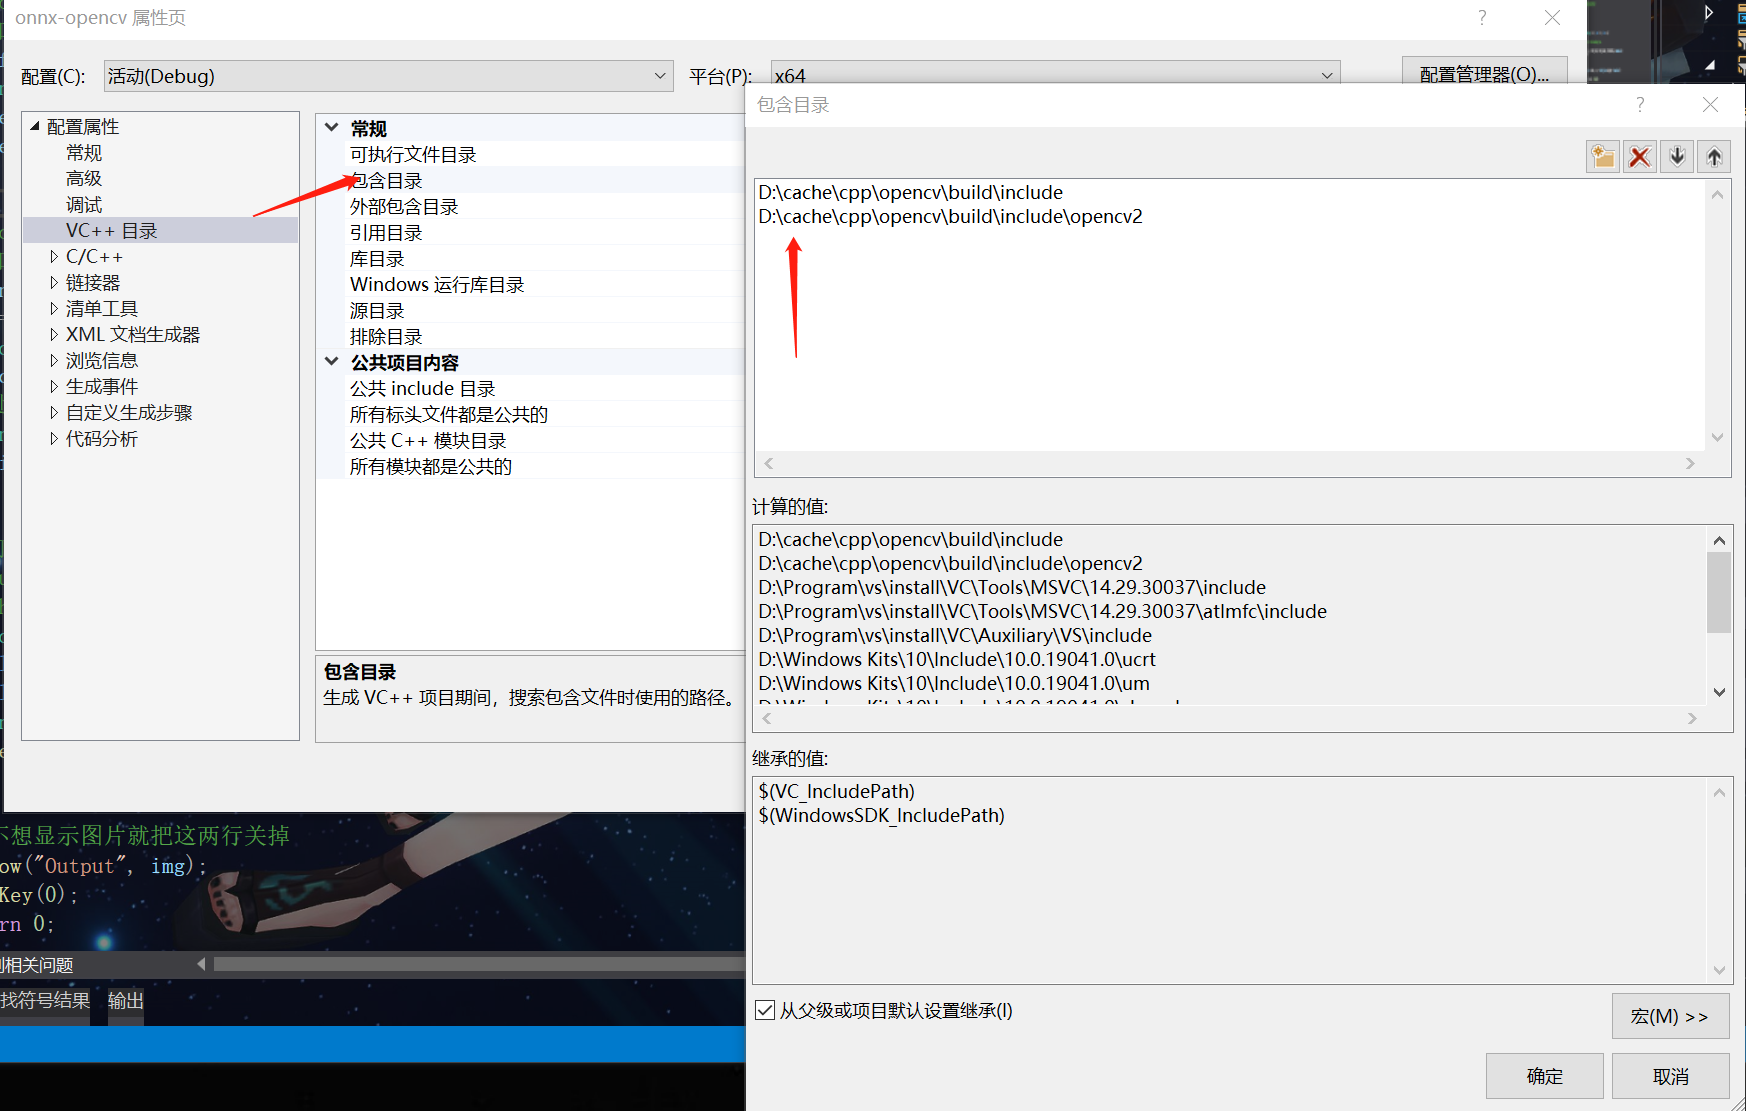 onnx-opencv 属性页
配置(C):
活动(Debug)
平台(P):
x64
配置管理器(O)...
配置属性
常规
高级
调试
VC++ 目录
C/C++
链接器
清单工具
XML 文档生成器
浏览信息
生成事件
自定义生成步骤
代码分析
常规
可执行文件目录
包含目录
外部包含目录
引用目录
库目录
Windows 运行库目录
源目录
排除目录
公共项目内容
公共 include 目录
所有标头文件都是公共的
公共 C++ 模块目录
所有模块都是公共的
包含目录
生成 VC++ 项目期间，搜索包含文件时使用的路径。
包含目录
D:\cache\cpp\opencv\build\include
D:\cache\cpp\opencv\build\include\opencv2
计算的值:
D:\cache\cpp\opencv\build\include
D:\cache\cpp\opencv\build\include\opencv2
D:\Program\vs\install\VC\Tools\MSVC\14.29.30037\include
D:\Program\vs\install\VC\Tools\MSVC\14.29.30037\atlmfc\include
D:\Program\vs\install\VC\Auxiliary\VS\include
D:\Windows Kits\10\Include\10.0.19041.0\ucrt
D:\Windows Kits\10\Include\10.0.19041.0\um
继承的值:
$(VC_IncludePath)
$(WindowsSDK_IncludePath)
从父级或项目默认设置继承(I)
宏(M) >>
确定
取消
不想显示图片就把这两行关掉
ow("Output", img);
Key(0);
rn 0;
相关问题
找符号结果
输出